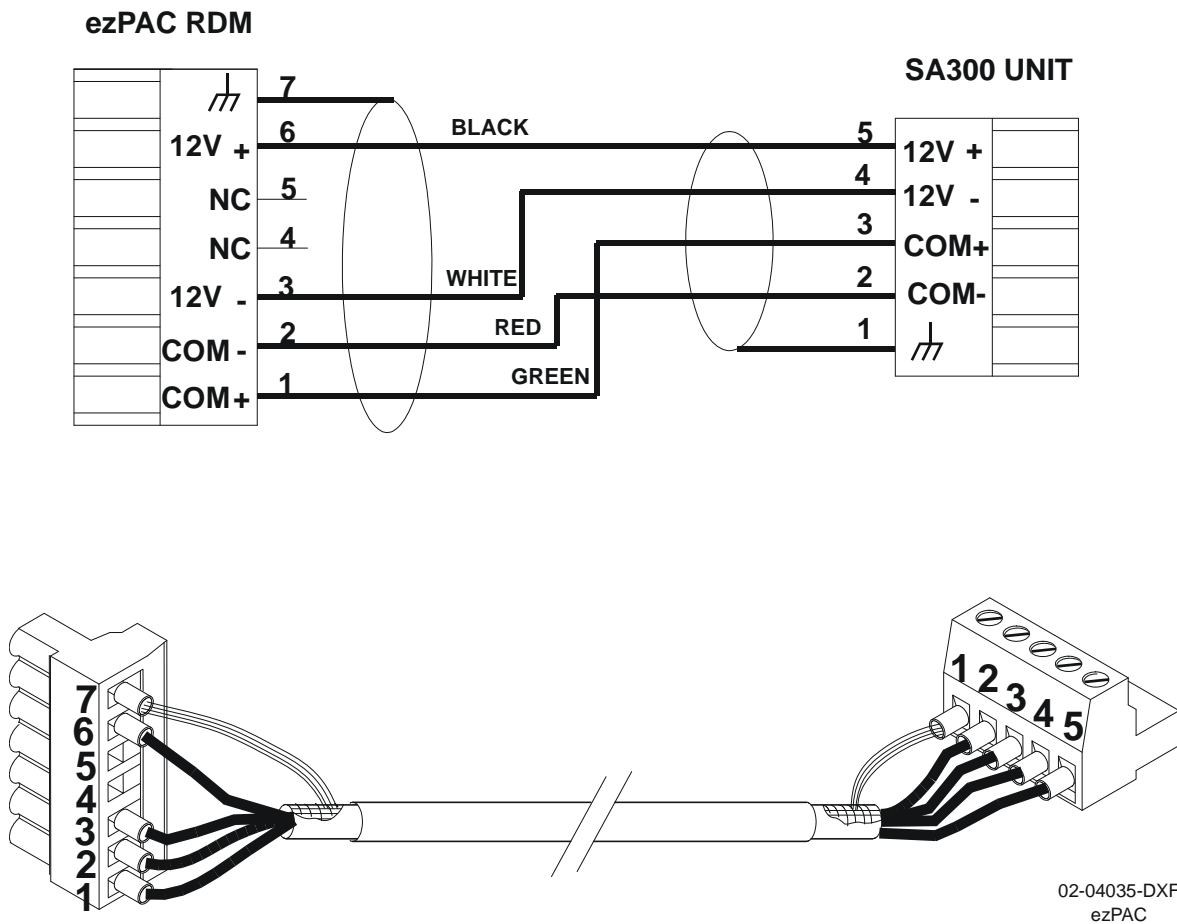 ezPAC RDM
SA300 UNIT
7
12V +
6
BLACK
5
12V +
NC
5
4
12V -
NC
4
3
COM+
12V -
3
WHITE
2
COM-
COM -
2
RED
1
COM+
1
GREEN
7
6
5
4
3
2
1
1 2 3 4 5
02-04035-DXF
ezPAC